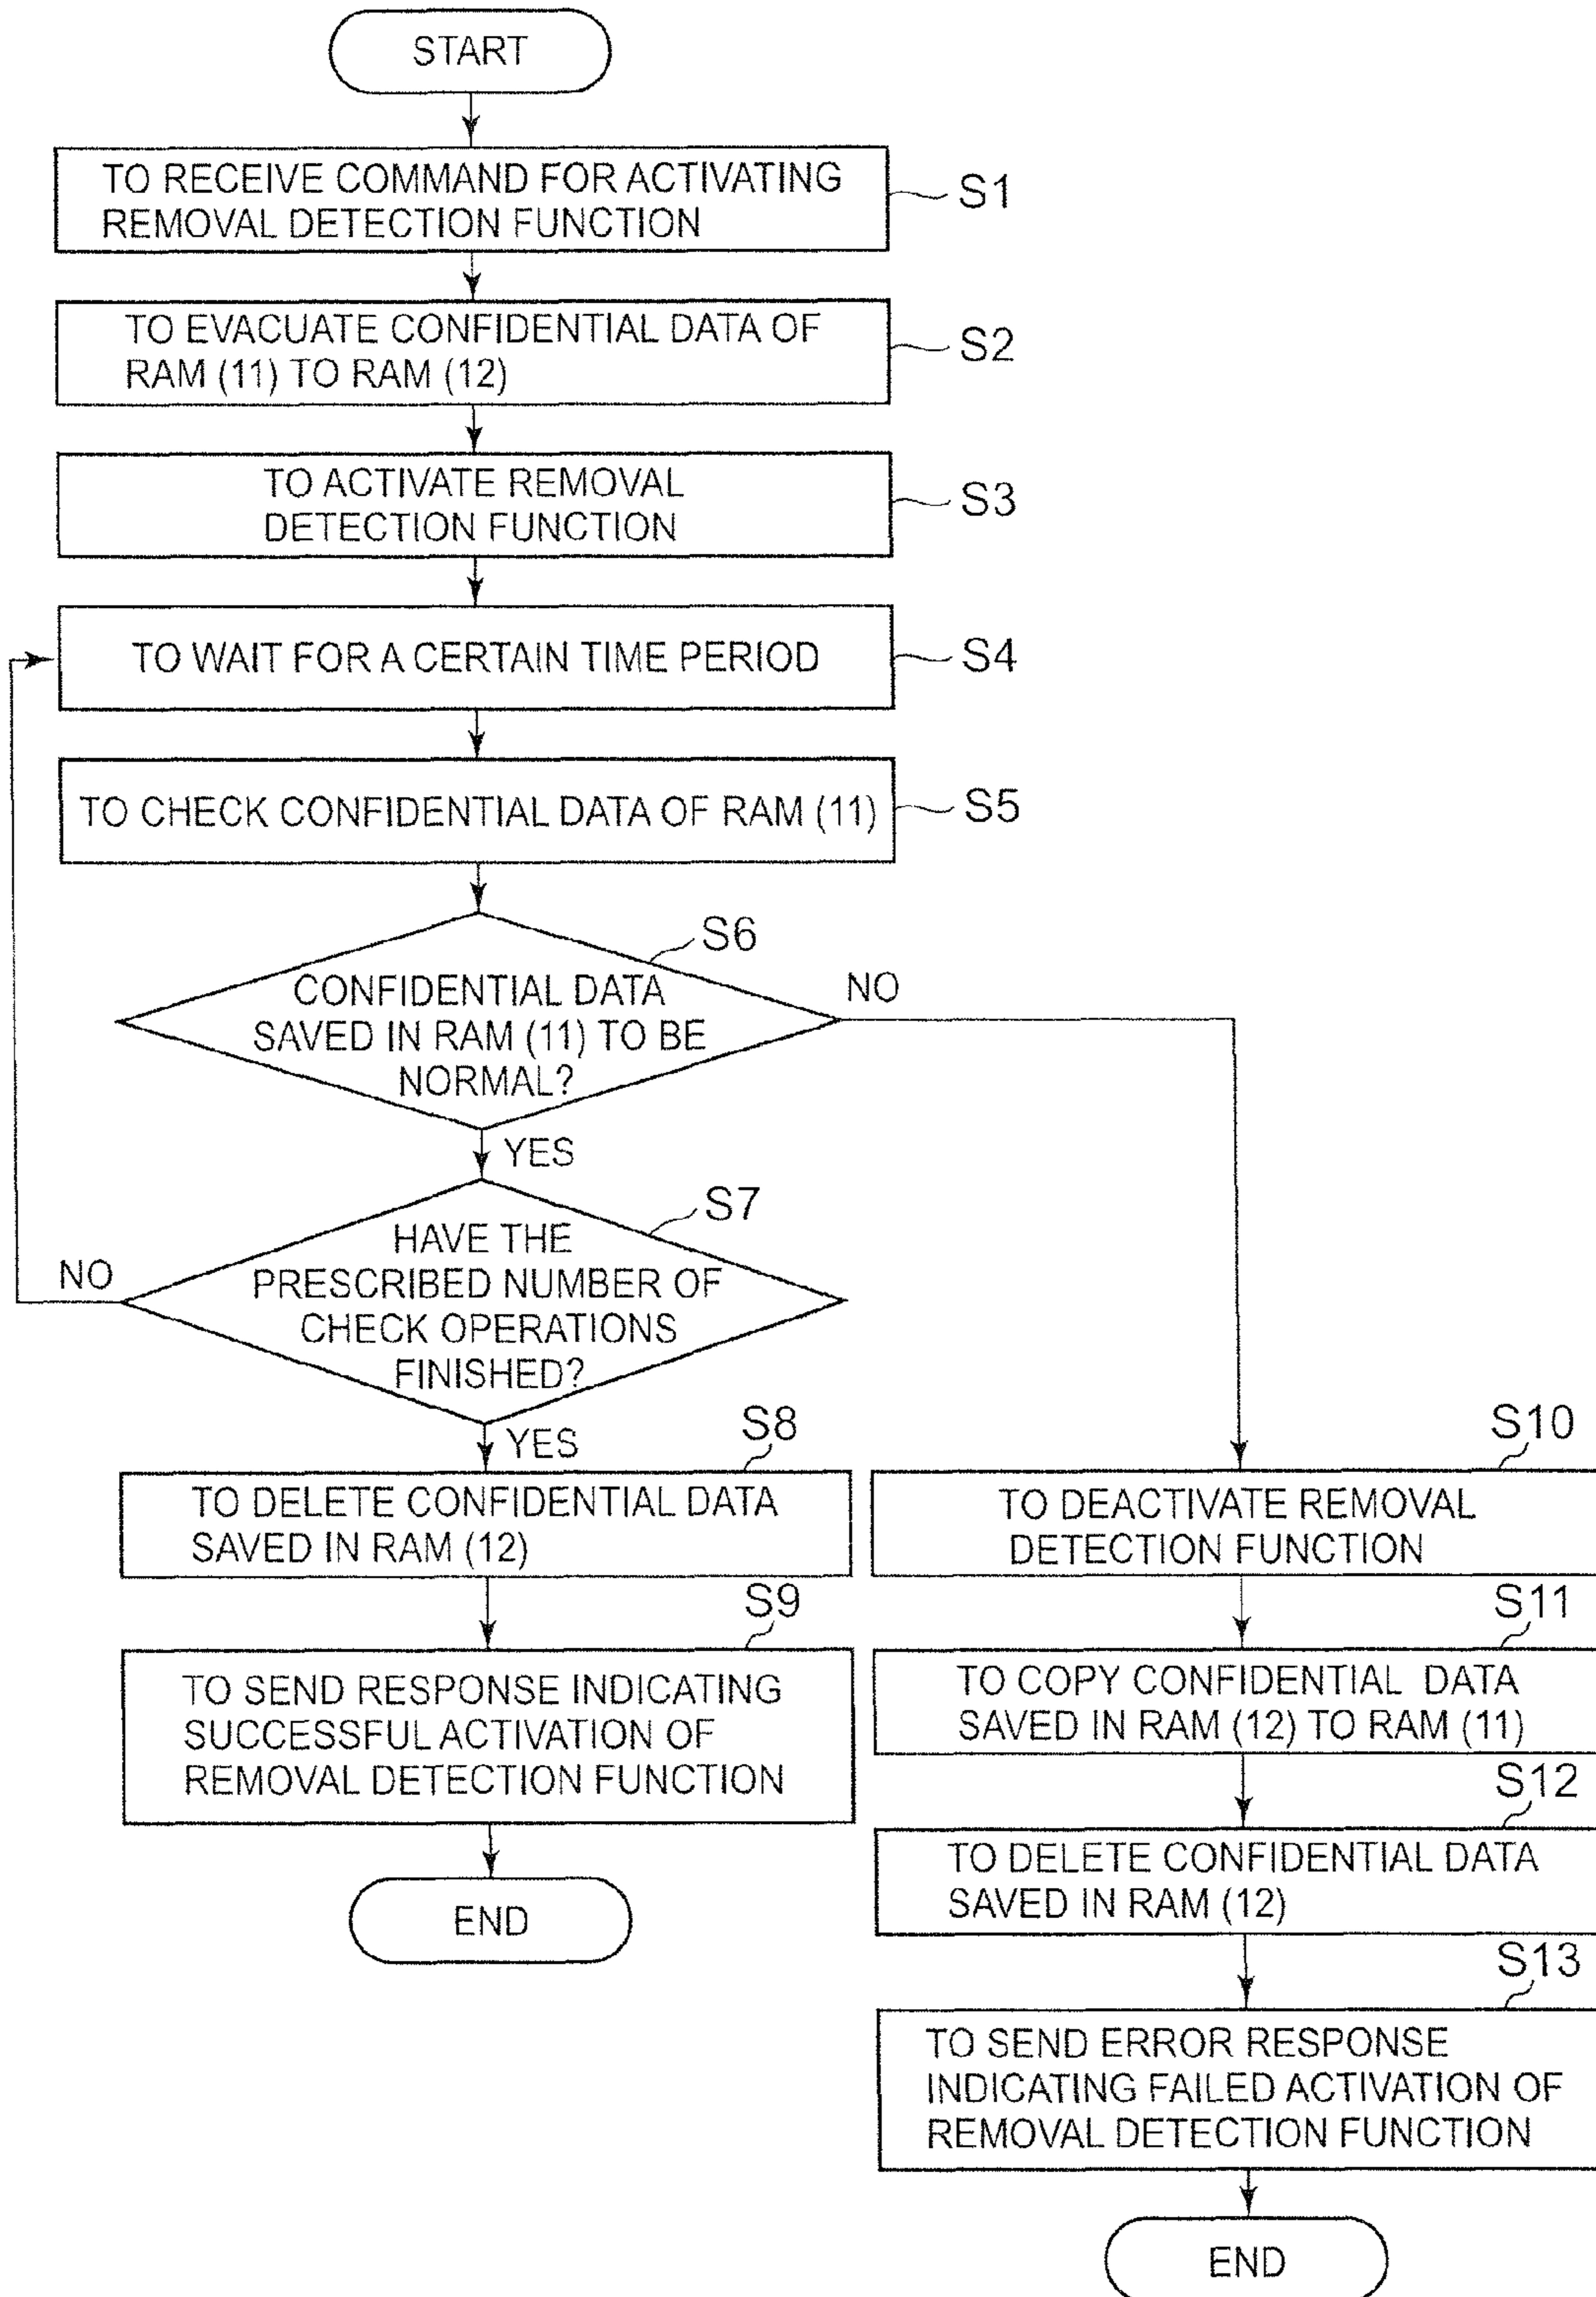 START
TO RECEIVE COMMAND FOR ACTIVATING
REMOVAL DETECTION FUNCTION
S1
TO EVACUATE CONFIDENTIAL DATA OF
RAM (11) TO RAM (12)
S2
TO ACTIVATE REMOVAL
DETECTION FUNCTION
S3
TO WAIT FOR A CERTAIN TIME PERIOD
S4
TO CHECK CONFIDENTIAL DATA OF RAM (11)
S5
S6
CONFIDENTIAL DATA
SAVED IN RAM (11) TO BE
NORMAL?
NO
YES
S7
HAVE THE
PRESCRIBED NUMBER OF
CHECK OPERATIONS
FINISHED?
NO
YES
S8
TO DELETE CONFIDENTIAL DATA
SAVED IN RAM (12)
S9
TO SEND RESPONSE INDICATING
SUCCESSFUL ACTIVATION OF
REMOVAL DETECTION FUNCTION
END
S10
TO DEACTIVATE REMOVAL
DETECTION FUNCTION
S11
TO COPY CONFIDENTIAL DATA
SAVED IN RAM (12) TO RAM (11)
S12
TO DELETE CONFIDENTIAL DATA
SAVED IN RAM (12)
S13
TO SEND ERROR RESPONSE
INDICATING FAILED ACTIVATION OF
REMOVAL DETECTION FUNCTION
END